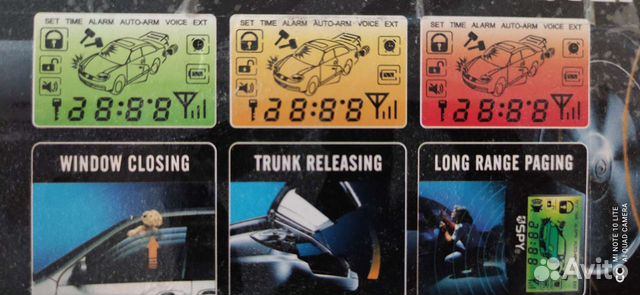 SET TIME ALARM AUTO-ARM VOICE EXT
SET TIME ALARM AUTO-ARM VOICE EXT
SET TIME ALARM AUTO-ARM VOICE EXT
WINDOW CLOSING
TRUNK RELEASING
LONG RANGE PAGING
SPY
MI NOTE 10 LITE
AI QUAD CAMERA
Avito